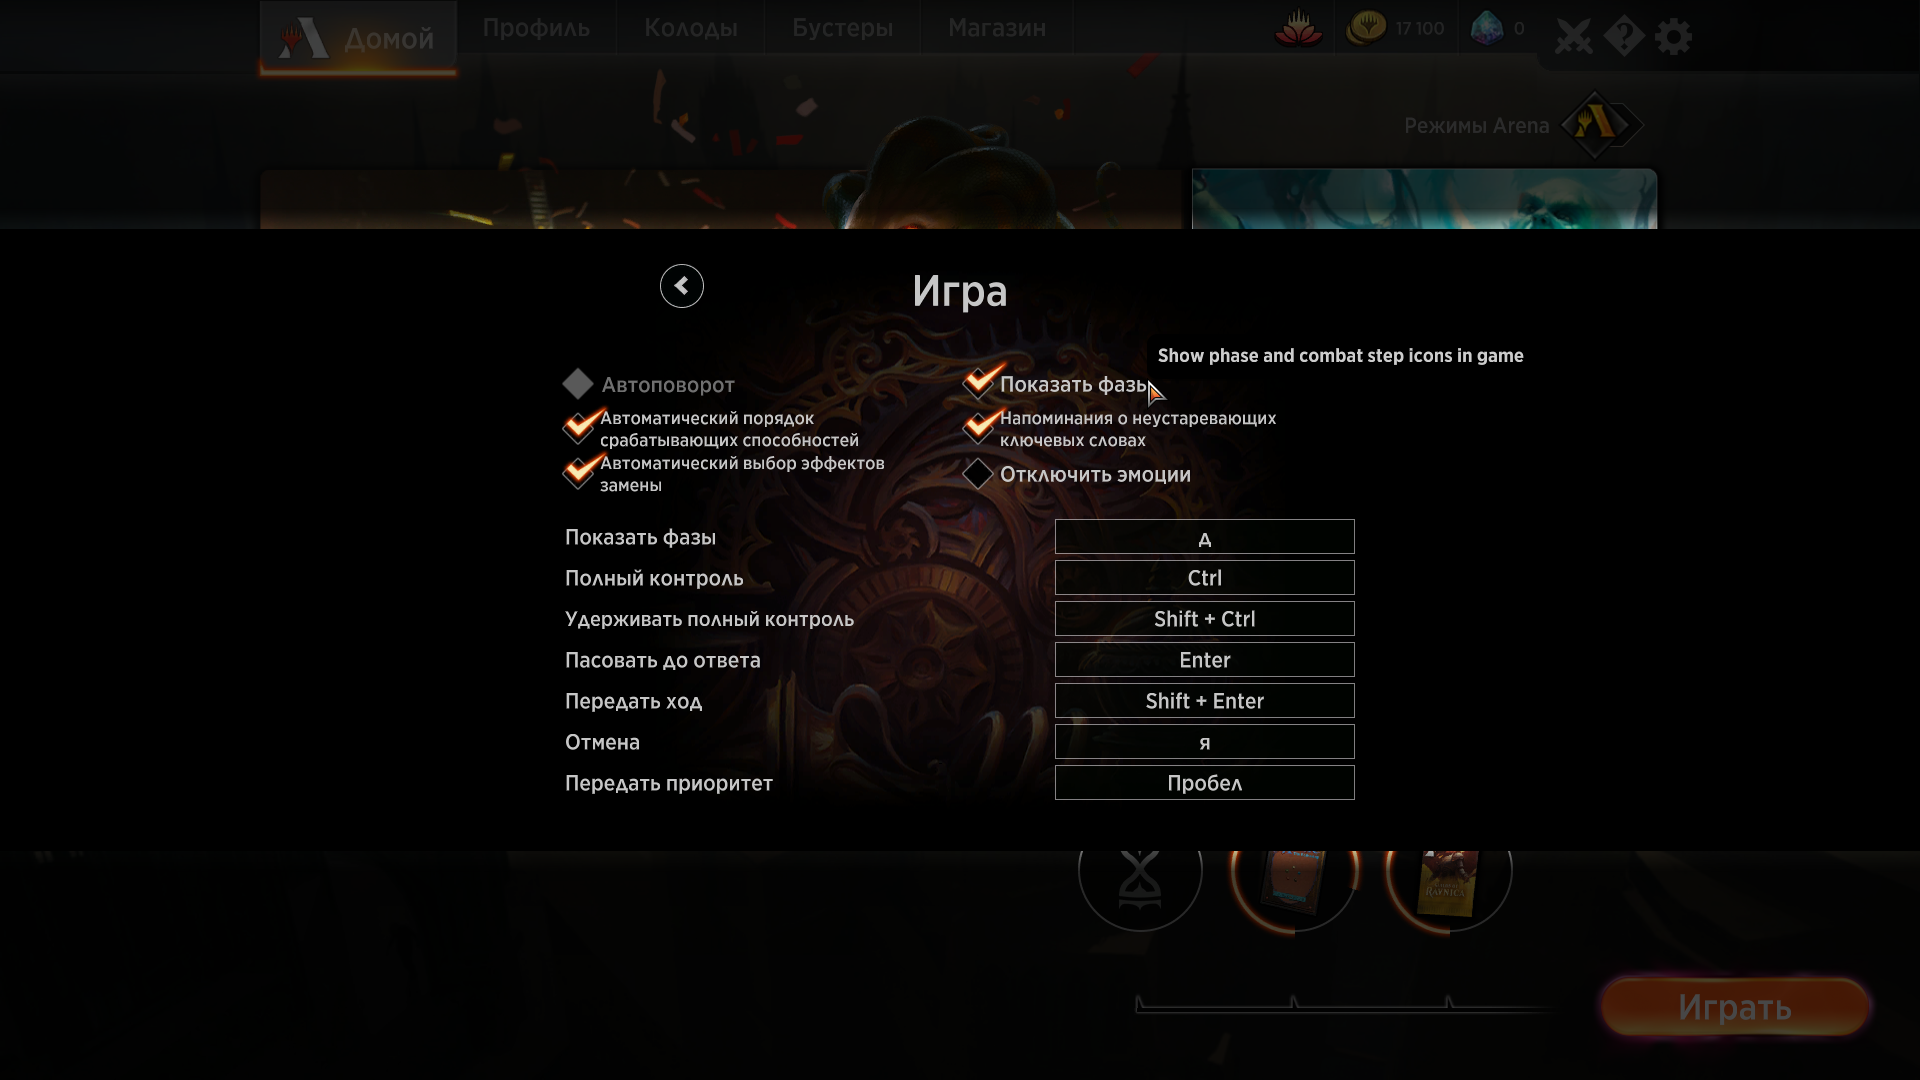 Домой
Профиль
Колоды
Бустеры
Магазин
17 100
0
Режимы Arena
Игра
Show phase and combat step icons in game
Автоповорот
Показать фазы
Автоматический порядок
срабатывающих способностей
Напоминания о неустаревающих
ключевых словах
Автоматический выбор эффектов
замены
Отключить эмоции
Показать фазы
д
Полный контроль
Ctrl
Удерживать полный контроль
Shift + Ctrl
Пасовать до ответа
Enter
Передать ход
Shift + Enter
Отмена
я
Передать приоритет
Пробел
RAVNICA
Играть